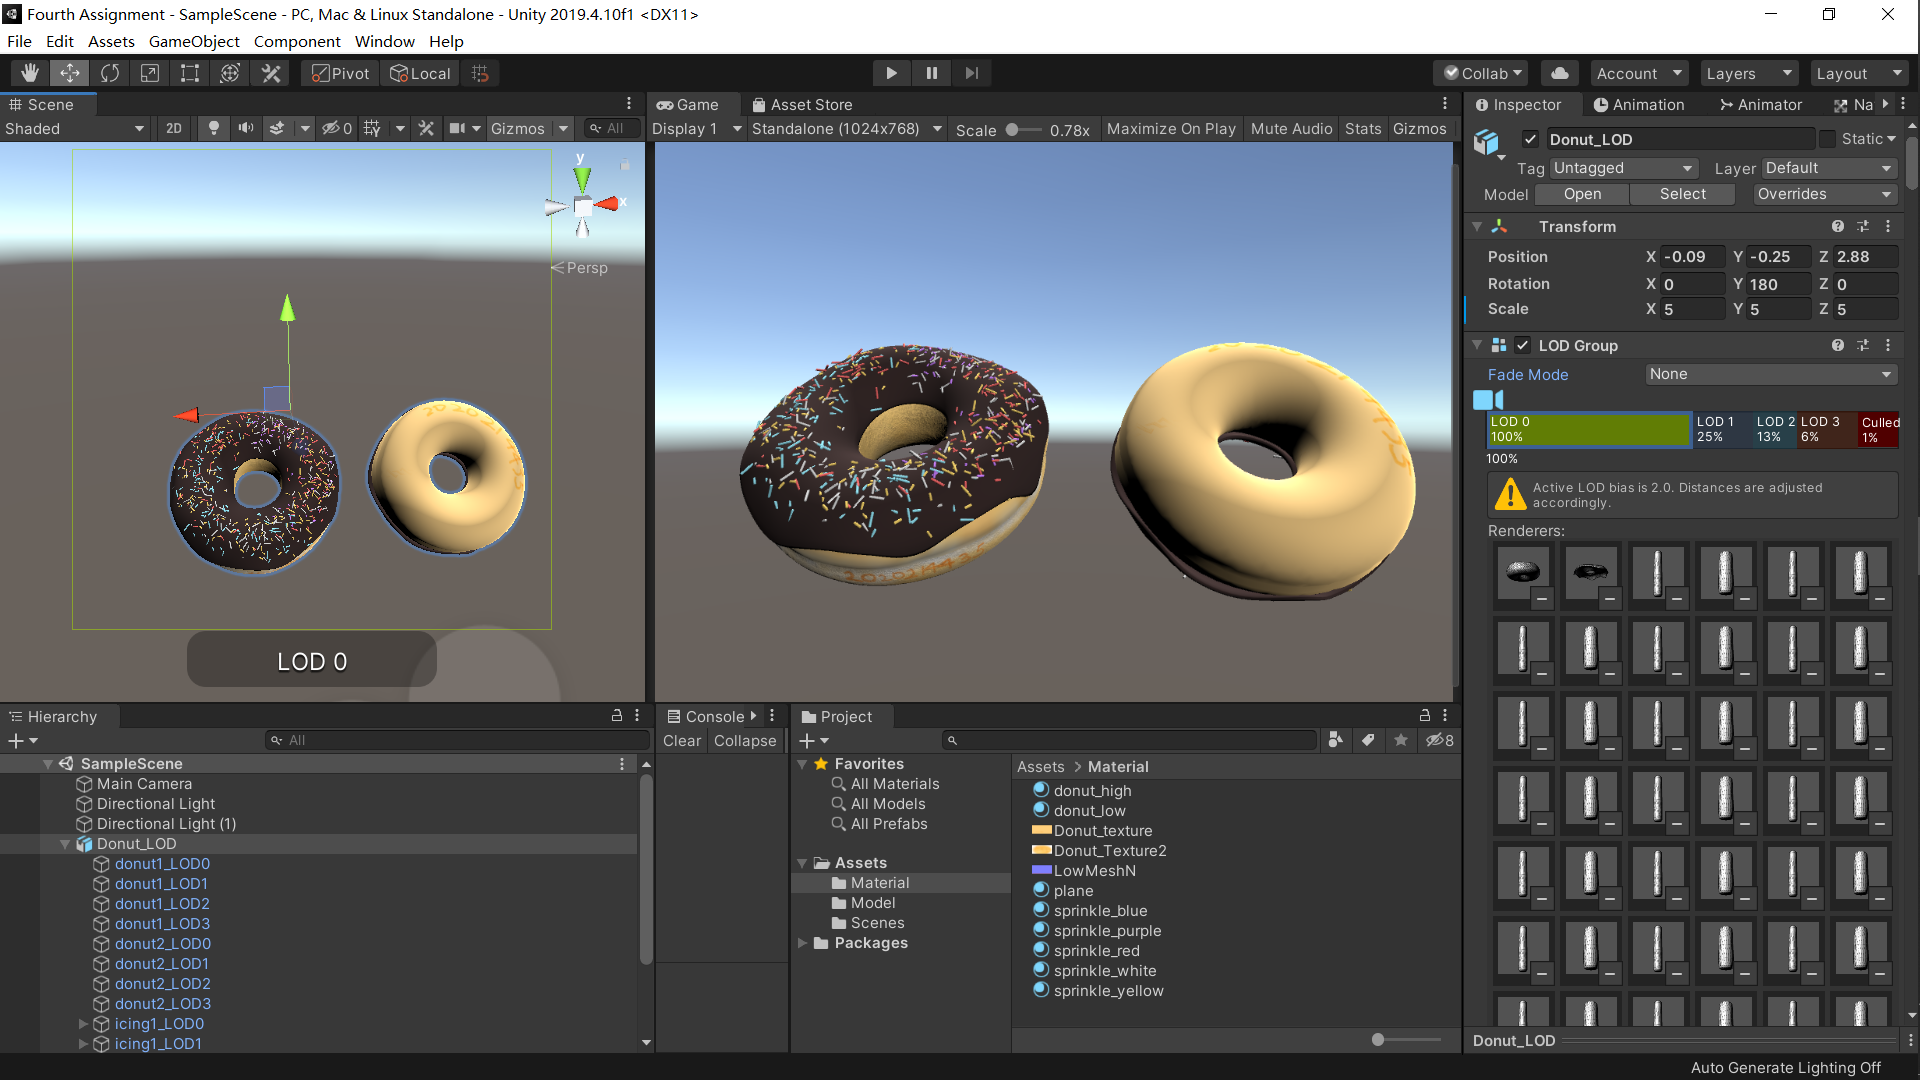 Fourth Assignment - SampleScene - PC, Mac & Linux Standalone - Unity 2019.4.10f1 <DX11>
File Edit Assets GameObject Component Window Help
Pivot Local Collab Account Layers Layout
Scene
Shaded 2D 0 Gizmos All
y
x
Persp
LOD 0
Game Asset Store
Display 1 Standalone (1024x768) Scale 0.78x Maximize On Play Mute Audio Stats Gizmos
Inspector Animation Animator Na
Donut_LOD Static
Tag Untagged Layer Default
Model Open Select Overrides
Transform
Position X -0.09 Y -0.25 Z 2.88
Rotation X 0 Y 180 Z 0
Scale X 5 Y 5 Z 5
LOD Group
Fade Mode None
LOD 0 LOD 1 LOD 2 LOD 3 Culled
100% 25% 13% 6% 1%
100%
Active LOD bias is 2.0. Distances are adjusted
accordingly.
Renderers:
Donut_LOD
Hierarchy
All
SampleScene
Main Camera
Directional Light
Directional Light (1)
Donut_LOD
donut1_LOD0
donut1_LOD1
donut1_LOD2
donut1_LOD3
donut2_LOD0
donut2_LOD1
donut2_LOD2
donut2_LOD3
icing1_LOD0
icing1_LOD1
Console
Clear Collapse
Project
8
Favorites
All Materials
All Models
All Prefabs
Assets
Material
Model
Scenes
Packages
Assets > Material
donut_high
donut_low
Donut_texture
Donut_Texture2
LowMeshN
plane
sprinkle_blue
sprinkle_purple
sprinkle_red
sprinkle_white
sprinkle_yellow
Auto Generate Lighting Off